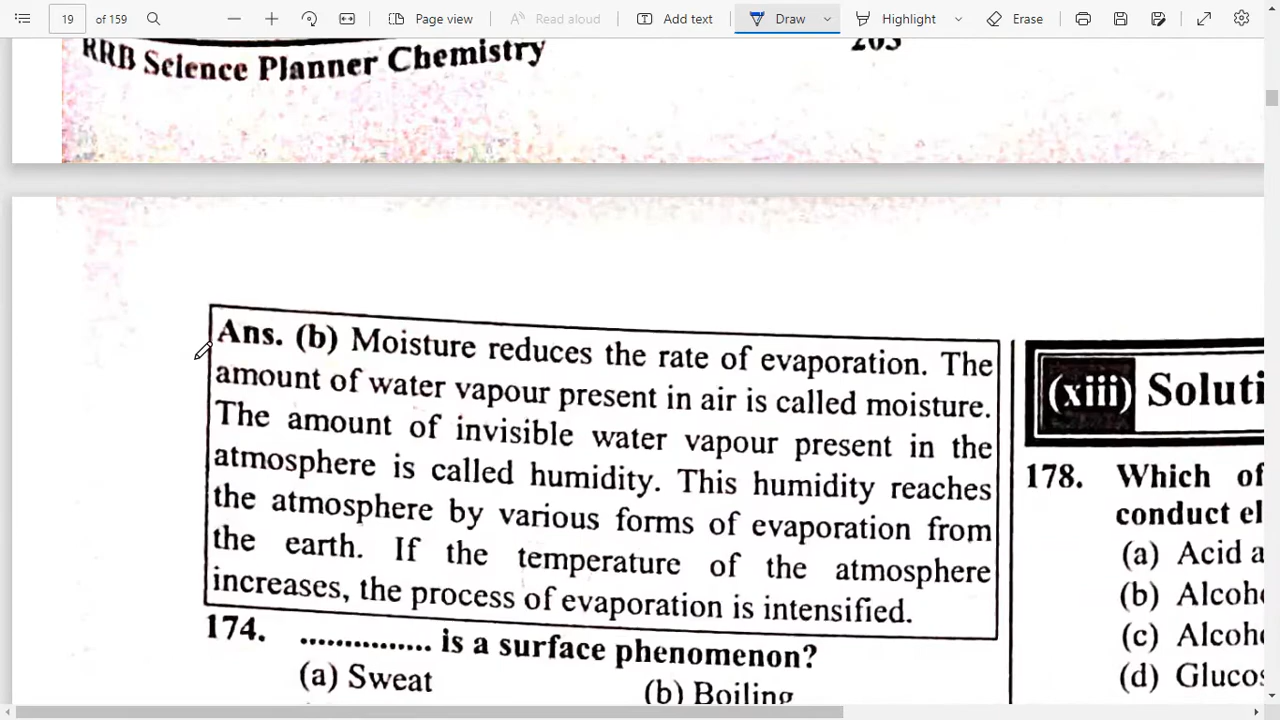 19 of 159 Page view Read aloud Add text Draw Highlight Erase
RRB Science Planner Chemistry
203
Ans. (b) Moisture reduces the rate of evaporation. The
amount of water vapour present in air is called moisture.
The amount of invisible water vapour present in the
atmosphere is called humidity. This humidity reaches
the atmosphere by various forms of evaporation from
the earth. If the temperature of the atmosphere
increases, the process of evaporation is intensified.
174. ............... is a surface phenomenon?
(a) Sweat (b) Boiling
(xiii) Soluti
178. Which of
conduct el
(a) Acid a
(b) Alcoh
(c) Alcoh
(d) Gluco